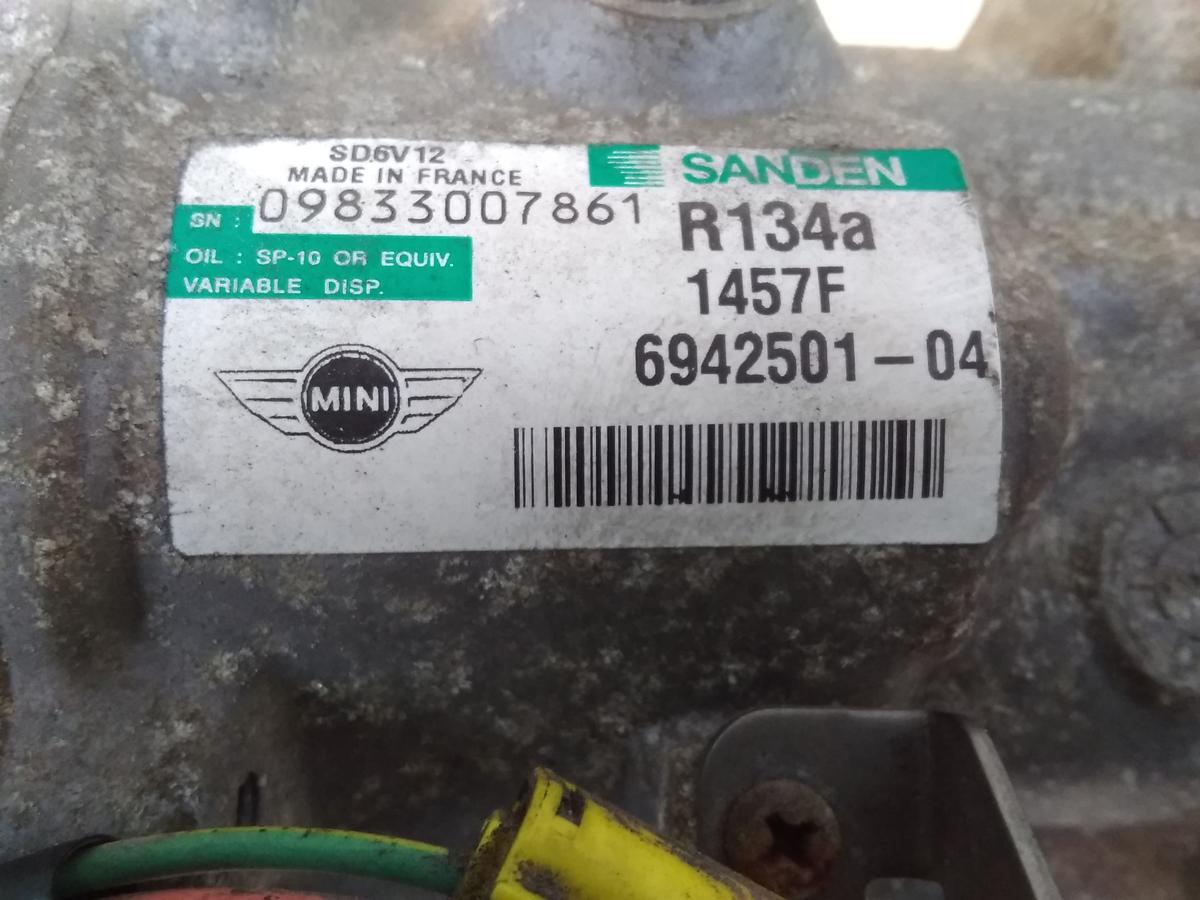 SD6V12
MADE IN FRANCE
SANDEN
SN : 09833007861
R134a
OIL : SP-10 OR EQUIV.
VARIABLE DISP.
1457F
6942501-04
MINI